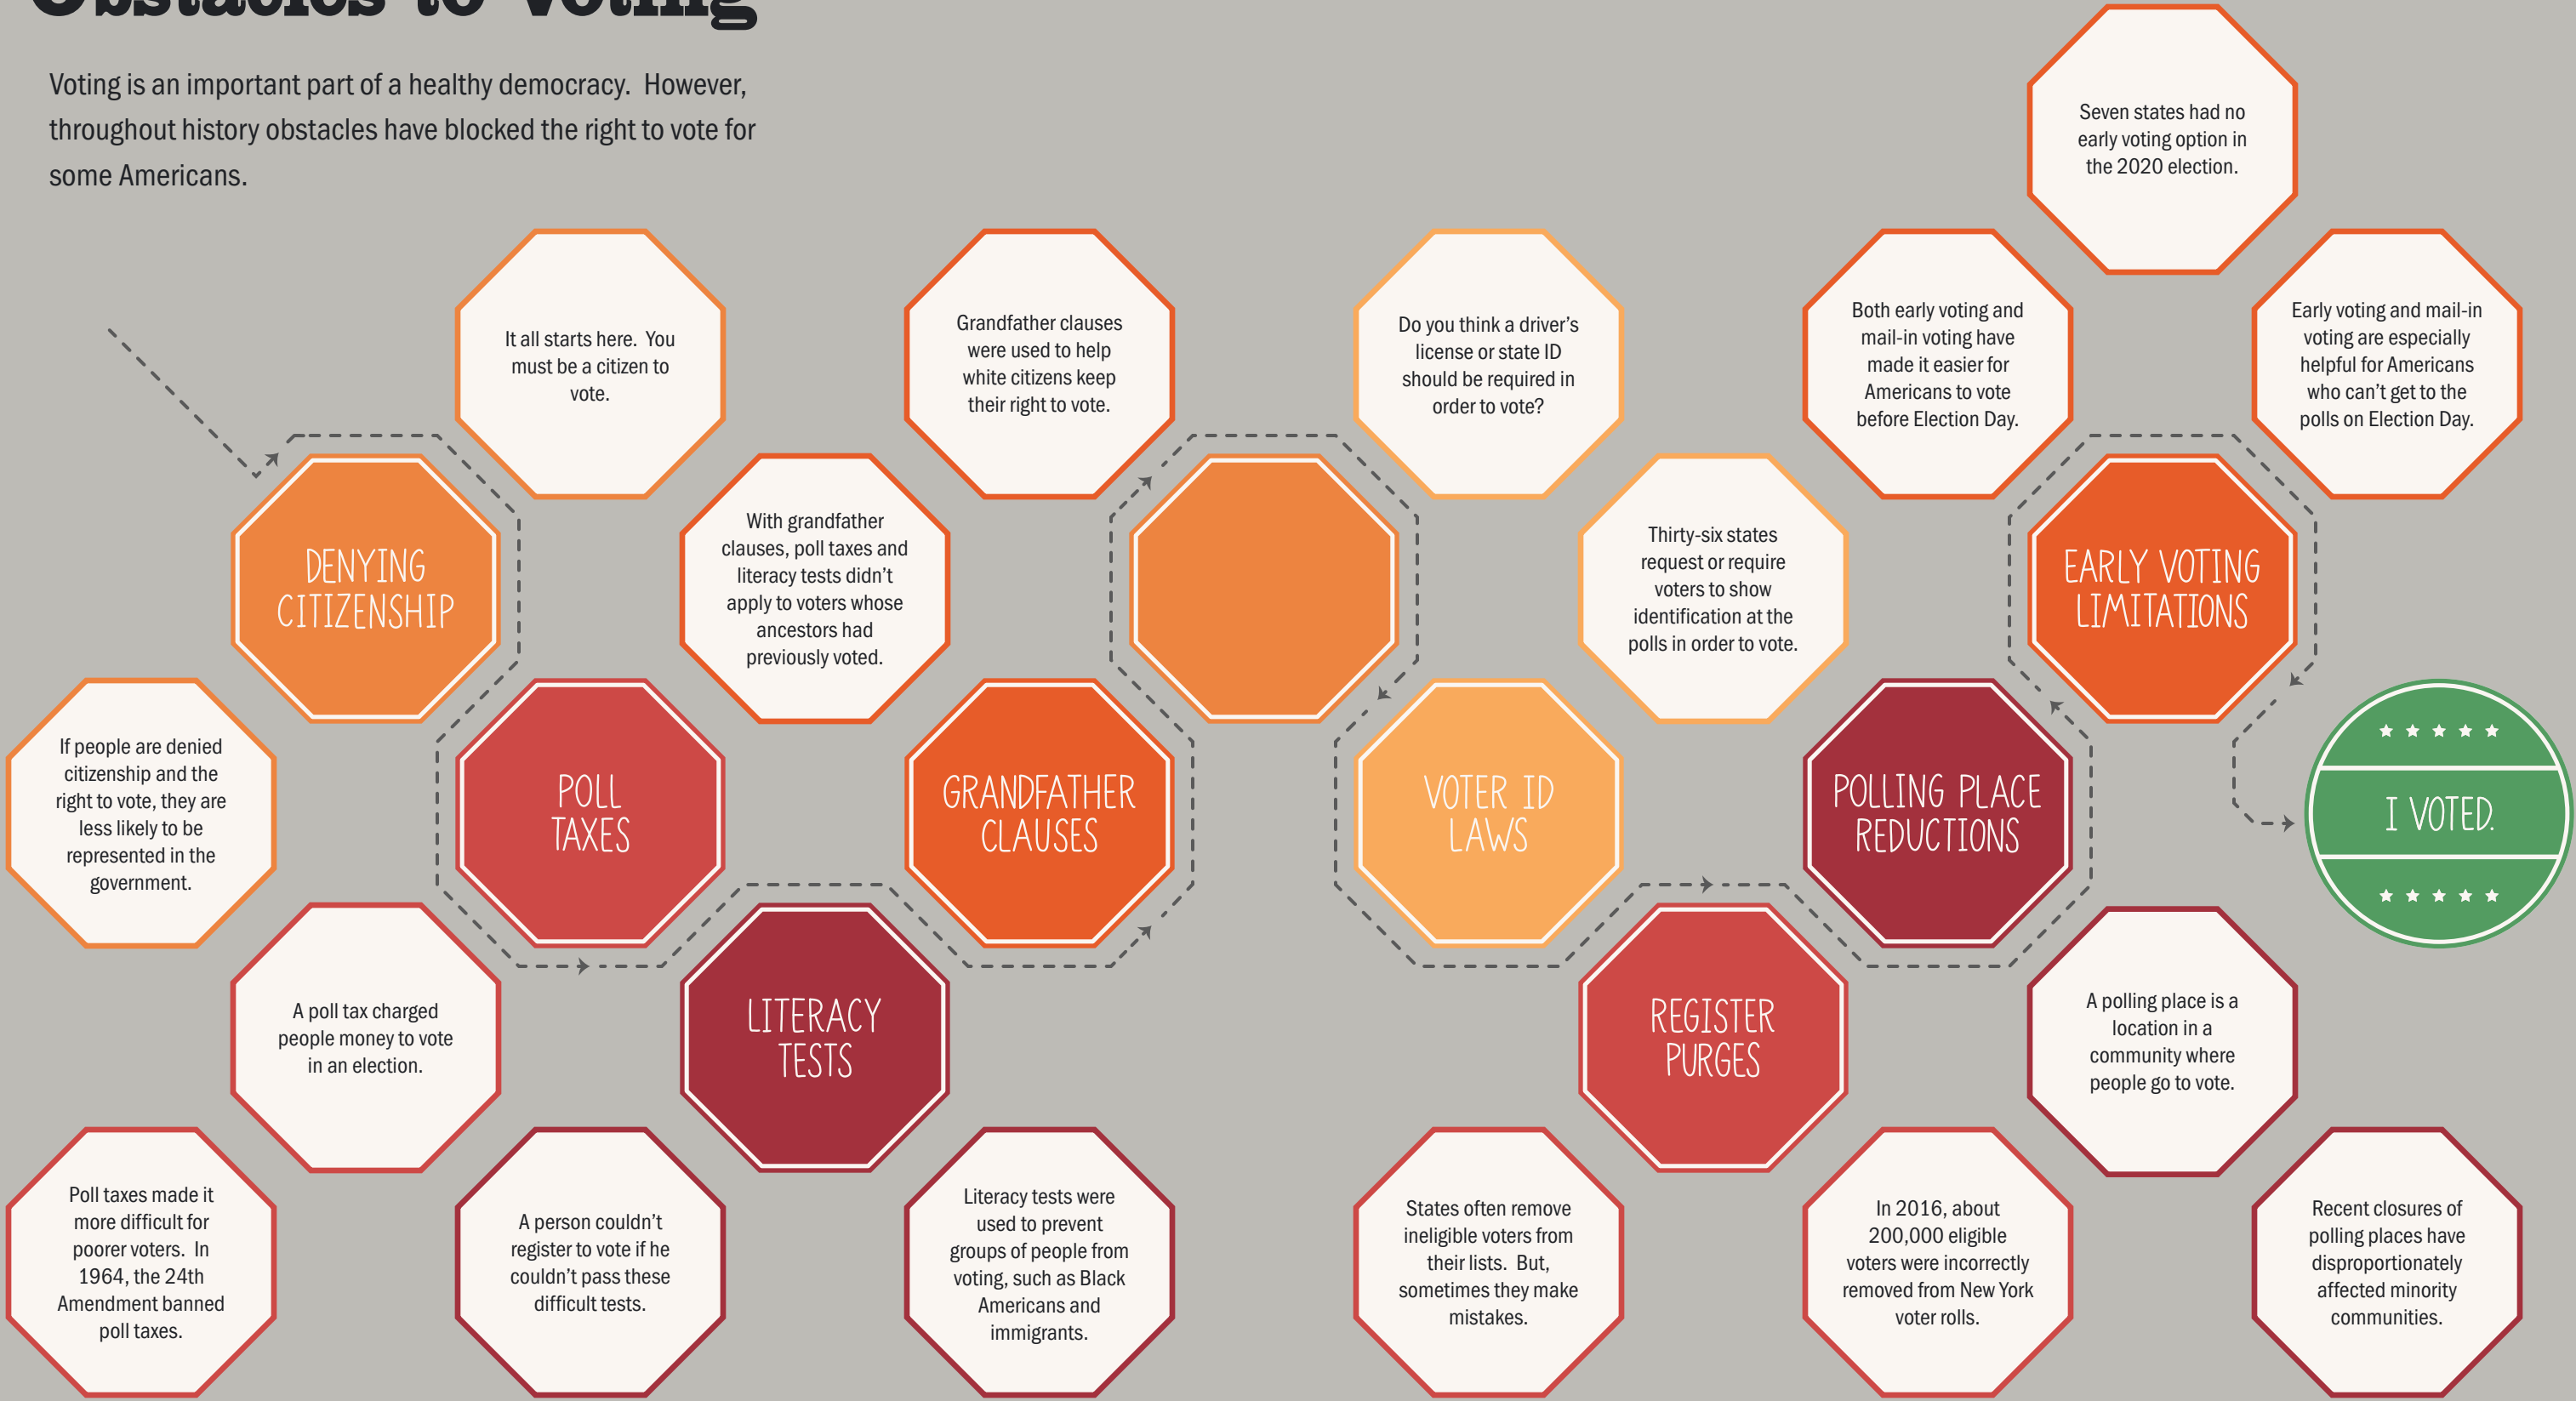 Obstacles to Voting
Voting is an important part of a healthy democracy.  However,
throughout history obstacles have blocked the right to vote for
some Americans.
DENYING
CITIZENSHIP
It all starts here.  You
must be a citizen to
vote.
If people are denied
citizenship and the
right to vote, they are
less likely to be
represented in the
government.
POLL
TAXES
A poll tax charged
people money to vote
in an election.
Poll taxes made it
more difficult for
poorer voters.  In
1964, the 24th
Amendment banned
poll taxes.
LITERACY
TESTS
A person couldn’t
register to vote if he
couldn’t pass these
difficult tests.
Literacy tests were
used to prevent
groups of people from
voting, such as Black
Americans and
immigrants.
GRANDFATHER
CLAUSES
With grandfather
clauses, poll taxes and
literacy tests didn’t
apply to voters whose
ancestors had
previously voted.
Grandfather clauses
were used to help
white citizens keep
their right to vote.
VOTER ID
LAWS
Do you think a driver’s
license or state ID
should be required in
order to vote?
Thirty-six states
request or require
voters to show
identification at the
polls in order to vote.
REGISTER
PURGES
States often remove
ineligible voters from
their lists.  But,
sometimes they make
mistakes.
In 2016, about
200,000 eligible
voters were incorrectly
removed from New York
voter rolls.
POLLING PLACE
REDUCTIONS
A polling place is a
location in a
community where
people go to vote.
Recent closures of
polling places have
disproportionately
affected minority
communities.
EARLY VOTING
LIMITATIONS
Both early voting and
mail-in voting have
made it easier for
Americans to vote
before Election Day.
Seven states had no
early voting option in
the 2020 election.
Early voting and mail-in
voting are especially
helpful for Americans
who can’t get to the
polls on Election Day.
I VOTED.